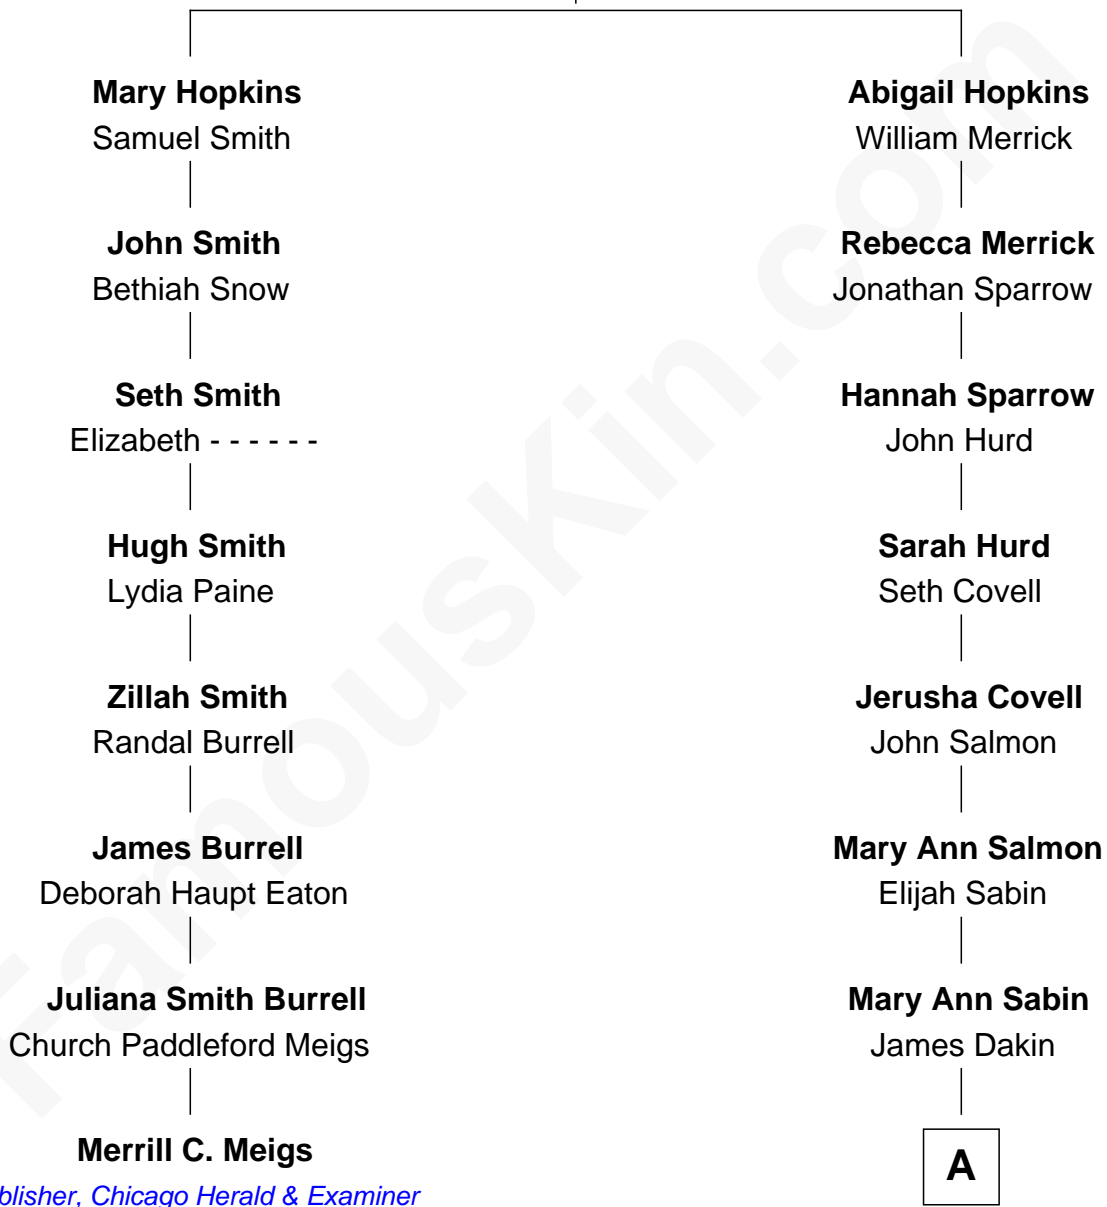 Mary Hopkins
Samuel Smith
John Smith
Bethiah Snow
Seth Smith
Elizabeth - - - - - -
Hugh Smith
Lydia Paine
Zillah Smith
Randal Burrell
James Burrell
Deborah Haupt Eaton
Juliana Smith Burrell
Church Paddleford Meigs
Merrill C. Meigs
blisher, Chicago Herald & Examiner
Abigail Hopkins
William Merrick
Rebecca Merrick
Jonathan Sparrow
Hannah Sparrow
John Hurd
Sarah Hurd
Seth Covell
Jerusha Covell
John Salmon
Mary Ann Salmon
Elijah Sabin
Mary Ann Sabin
James Dakin
A
FamousKin.com